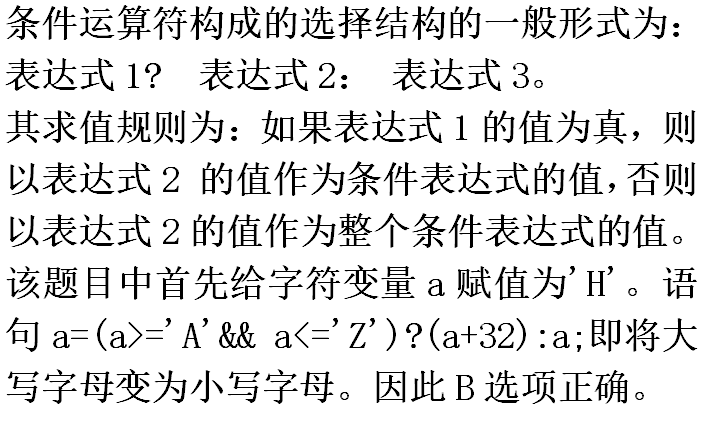 条件运算符构成的选择结构的一般形式为：
表达式 1?  表达式 2： 表达式 3。
其求值规则为：如果表达式 1 的值为真，则
以表达式 2 的值作为条件表达式的值，否则
以表达式 2 的值作为整个条件表达式的值。
该题目中首先给字符变量 a 赋值为'H'。语
句 a=(a>='A'&& a<='Z')?(a+32):a;即将大
写字母变为小写字母。因此 B 选项正确。